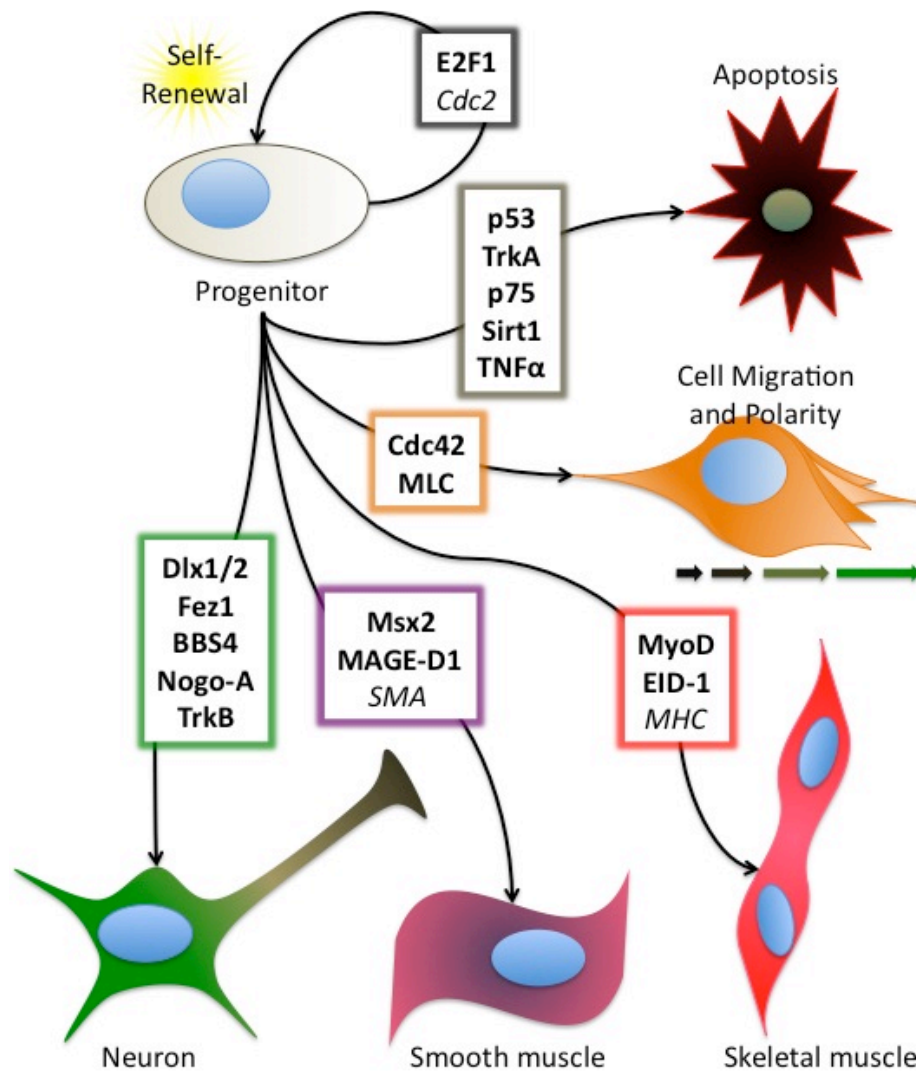 Self-
Renewal
E2F1
Cdc2
Apoptosis
Progenitor
p53
TrkA
p75
Sirt1
TNFα
Cell Migration
and Polarity
Cdc42
MLC
Dlx1/2
Fez1
BBS4
Nogo-A
TrkB
Msx2
MAGE-D1
SMA
MyoD
EID-1
MHC
Neuron
Smooth muscle
Skeletal muscle